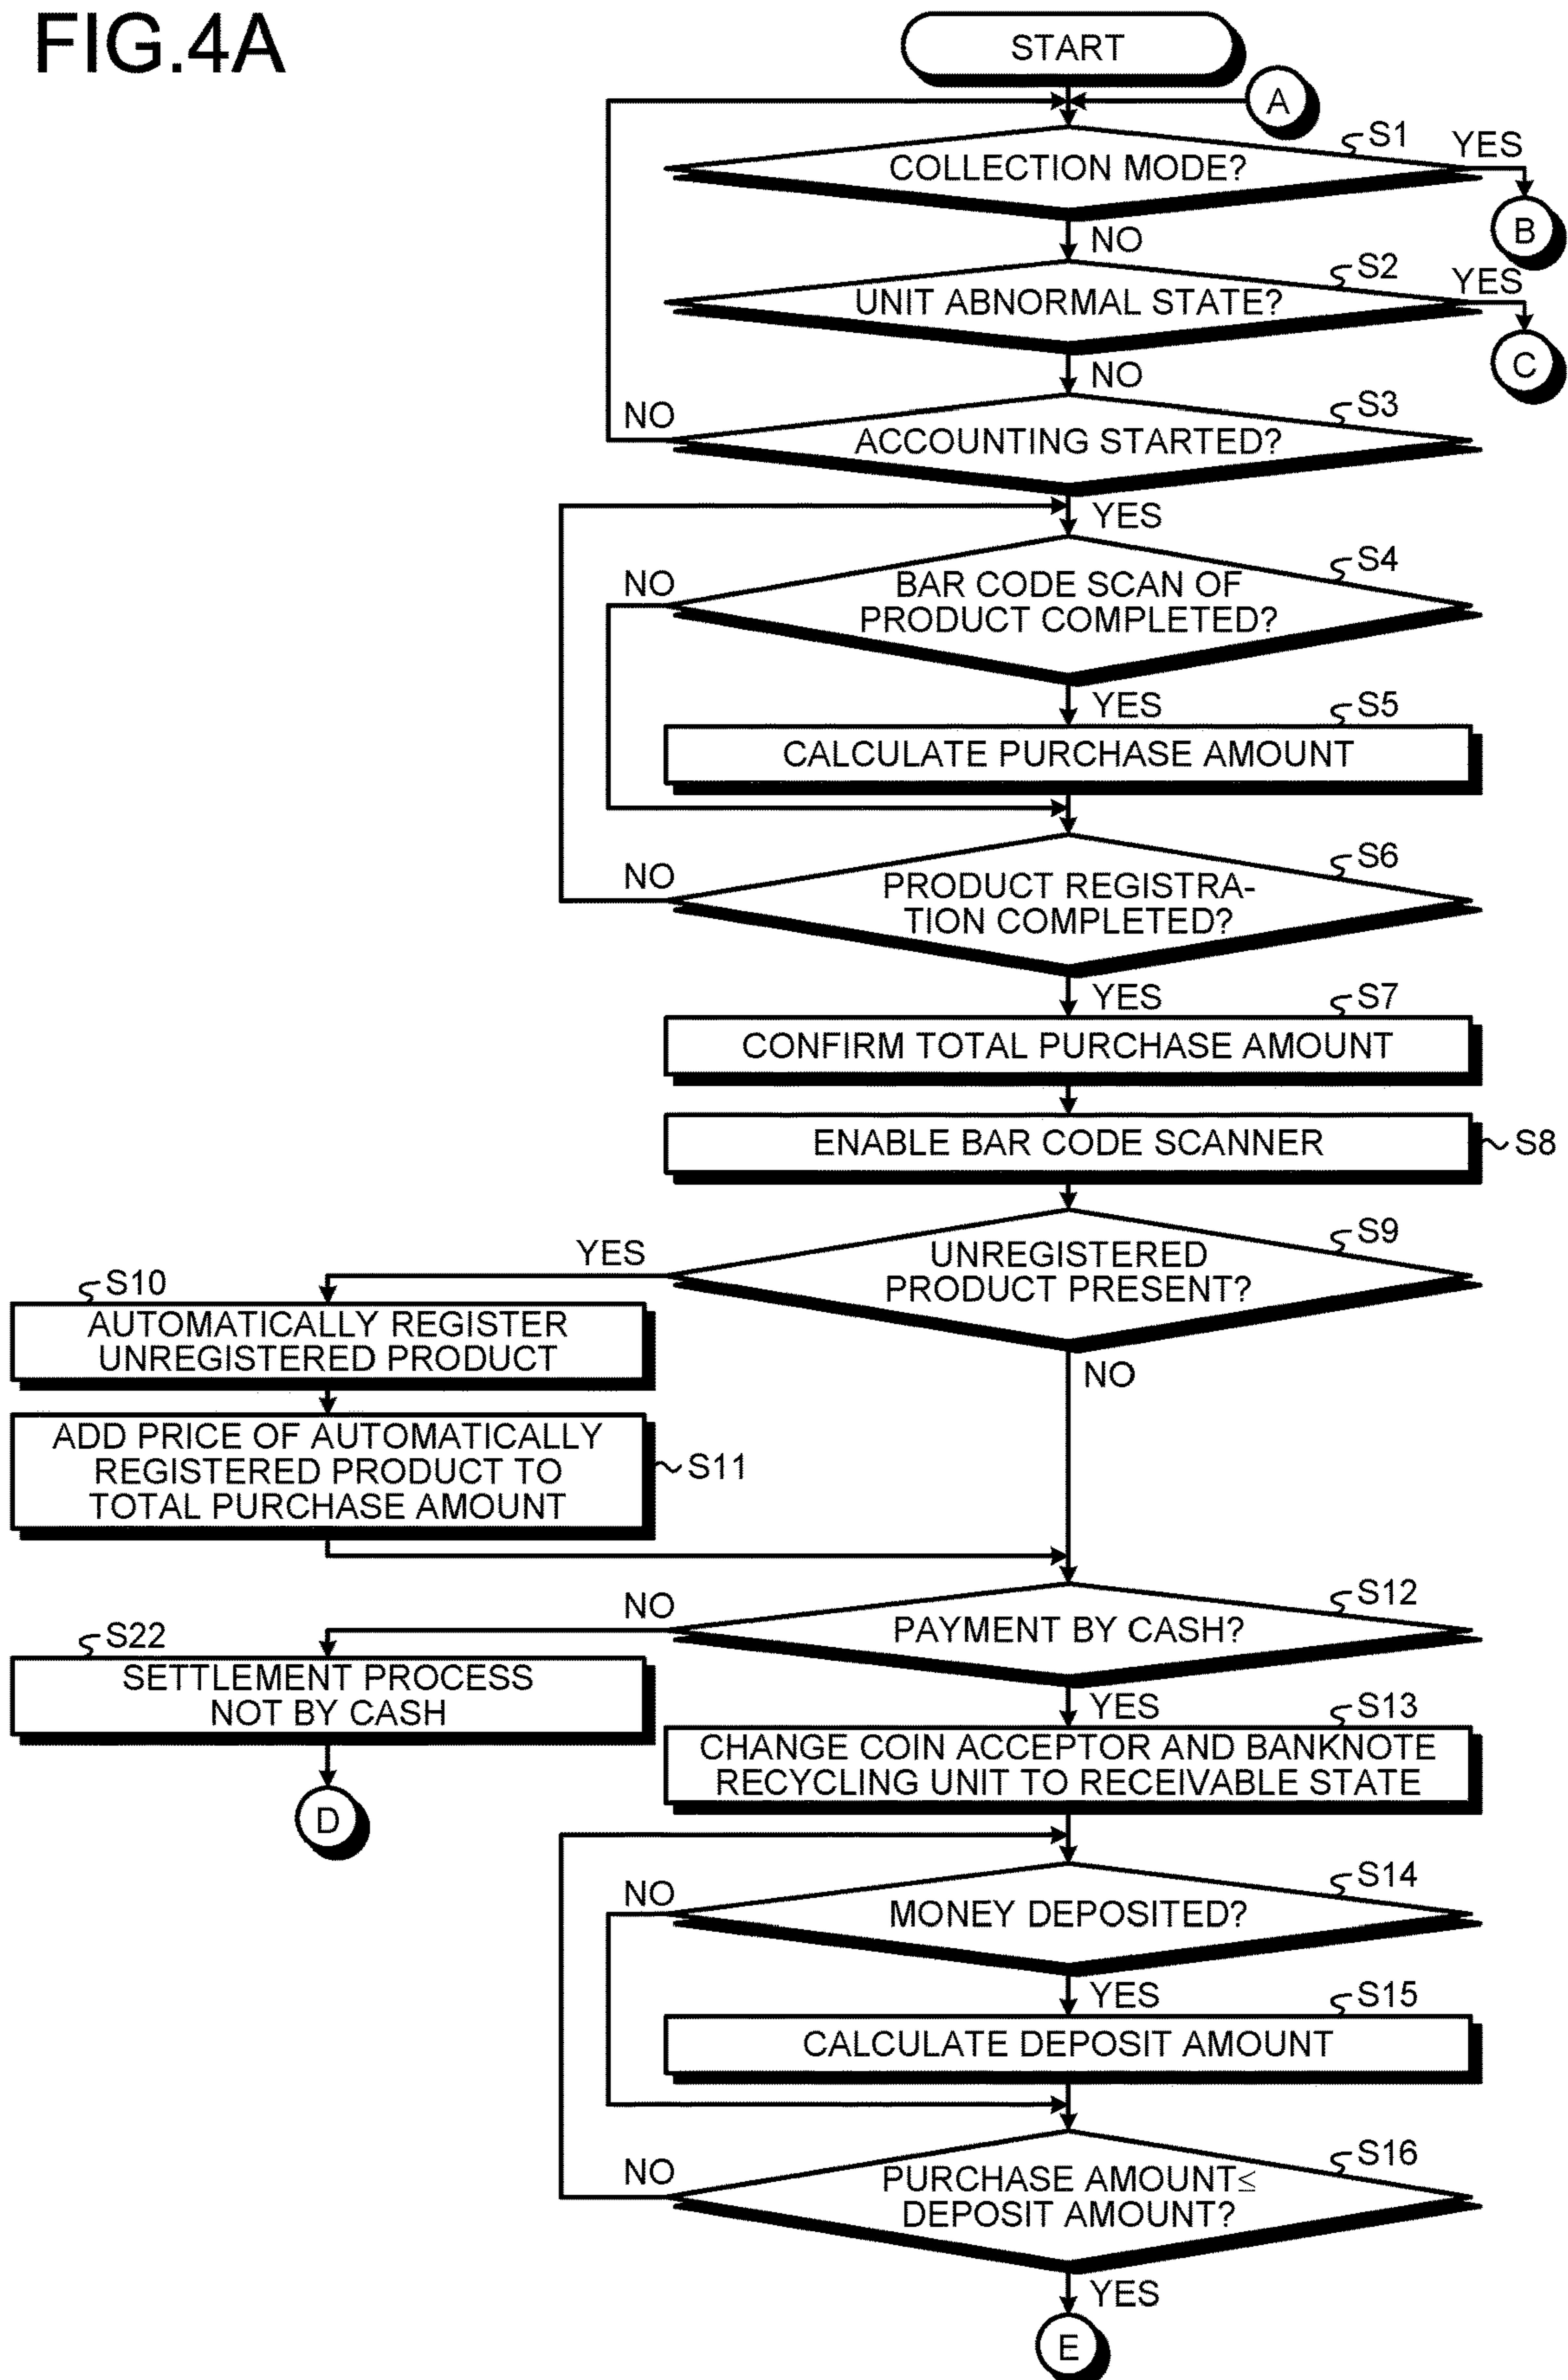 FIG.4A
START
A
S1
COLLECTION MODE?
YES
B
NO
S2
UNIT ABNORMAL STATE?
YES
C
NO
S3
ACCOUNTING STARTED?
NO
YES
S4
BAR CODE SCAN OF
PRODUCT COMPLETED?
NO
YES
S5
CALCULATE PURCHASE AMOUNT
S6
PRODUCT REGISTRA-
TION COMPLETED?
NO
YES
S7
CONFIRM TOTAL PURCHASE AMOUNT
ENABLE BAR CODE SCANNER
S8
S9
UNREGISTERED
PRODUCT PRESENT?
YES
NO
S10
AUTOMATICALLY REGISTER
UNREGISTERED PRODUCT
ADD PRICE OF AUTOMATICALLY
REGISTERED PRODUCT TO
TOTAL PURCHASE AMOUNT
S11
S12
PAYMENT BY CASH?
NO
S22
SETTLEMENT PROCESS
NOT BY CASH
D
YES
S13
CHANGE COIN ACCEPTOR AND BANKNOTE
RECYCLING UNIT TO RECEIVABLE STATE
S14
MONEY DEPOSITED?
NO
YES
S15
CALCULATE DEPOSIT AMOUNT
S16
PURCHASE AMOUNT≤
DEPOSIT AMOUNT?
NO
YES
E